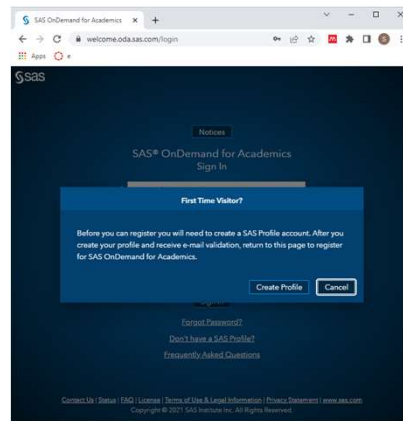 SAS OnDemand for Academics
welcome.oda.sas.com/login
Apps
e
sas
Notices
SAS® OnDemand for Academics
Sign In
First Time Visitor?
Before you can register you will need to create a SAS Profile account. After you
create your profile and receive e-mail validation, return to this page to register
for SAS OnDemand for Academics.
Create Profile Cancel
Forgot Password?
Don't have a SAS Profile?
Frequently Asked Questions
Contact Us | Status | FAQ | License | Terms of Use & Legal Information | Privacy Statement | www.sas.com
Copyright © 2021 SAS Institute Inc. All Rights Reserved.